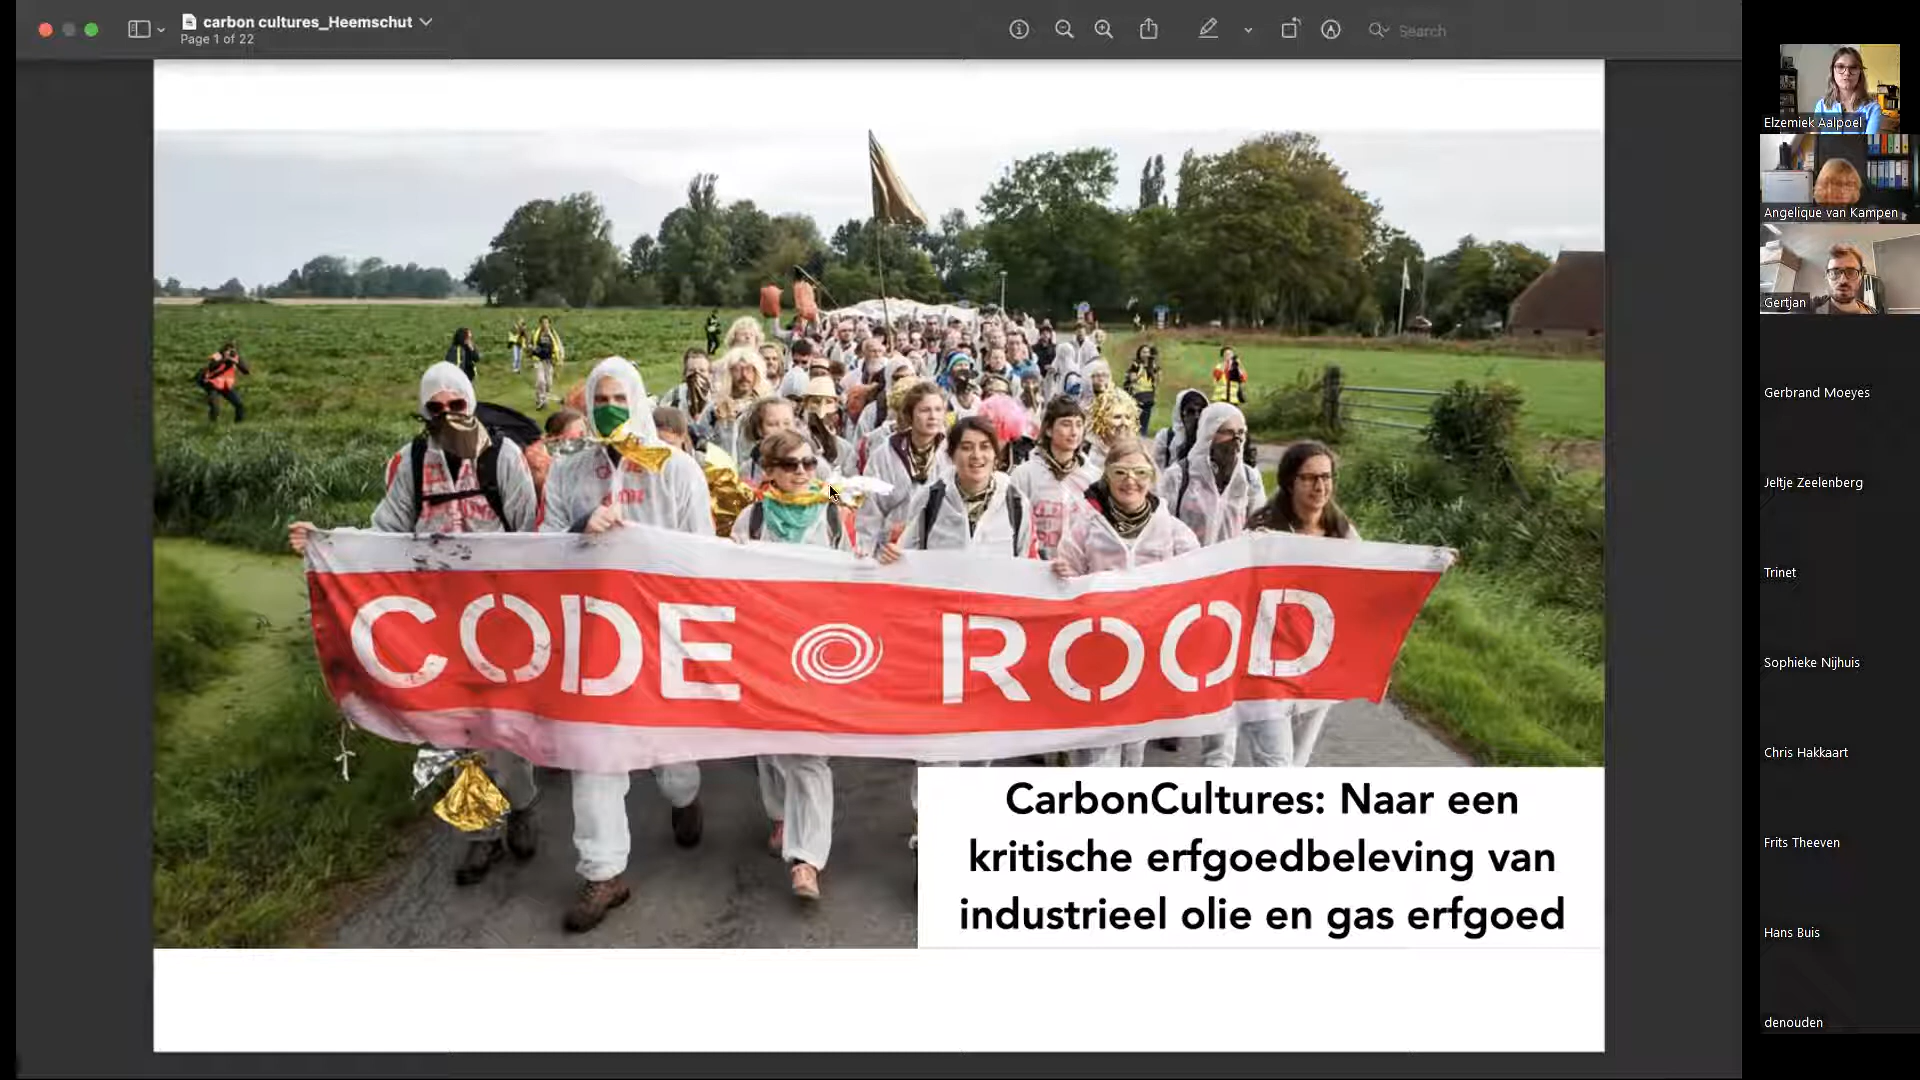 carbon cultures_Heemschut
Page 1 of 22
Search
CODE ROOD
CarbonCultures: Naar een
kritische erfgoedbeleving van
industrieel olie en gas erfgoed
Elzemiek Aalpoel
Angelique van Kampen
Gertjan
Gerbrand Moeyes
Jeltje Zeelenberg
Trinet
Sophieke Nijhuis
Chris Hakkaart
Frits Theeven
Hans Buis
denouden